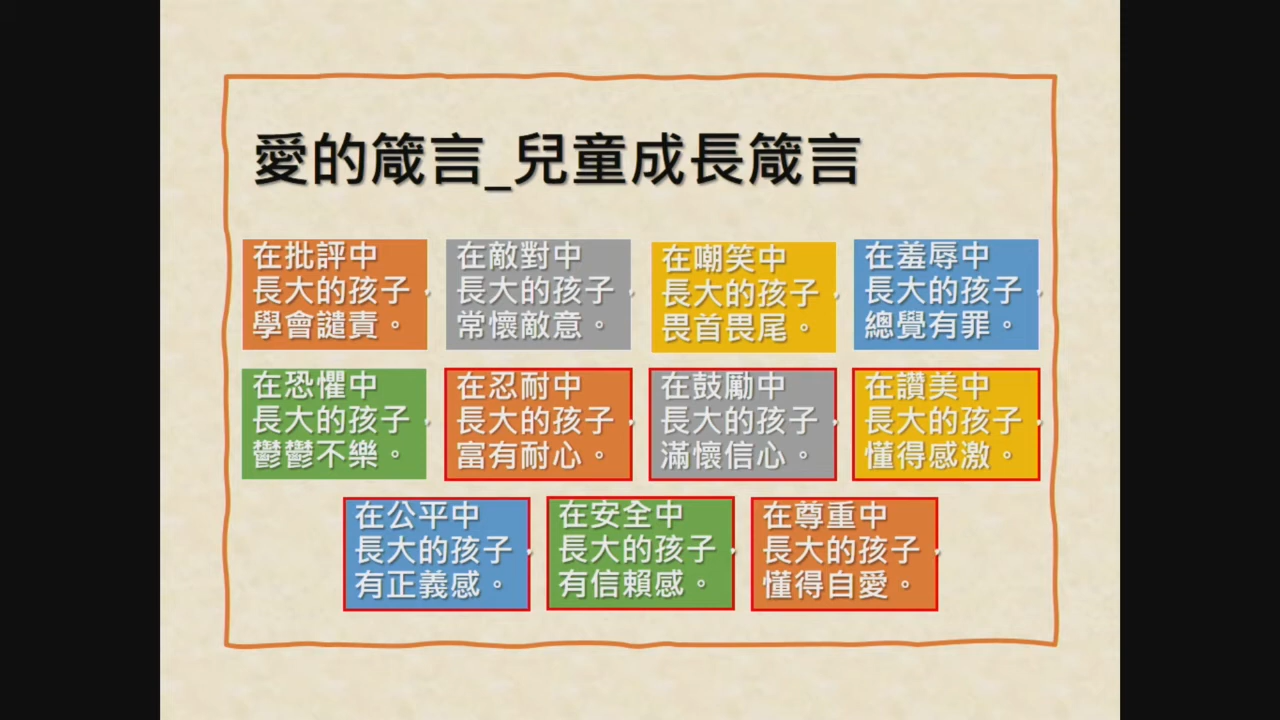 愛的箴言_兒童成長箴言
在批評中
長大的孩子，
學會譴責。
在敵對中
長大的孩子，
常懷敵意。
在嘲笑中
長大的孩子，
畏首畏尾。
在羞辱中
長大的孩子，
總覺有罪。
在恐懼中
長大的孩子，
鬱鬱不樂。
在忍耐中
長大的孩子，
富有耐心。
在鼓勵中
長大的孩子，
滿懷信心。
在讚美中
長大的孩子，
懂得感激。
在公平中
長大的孩子，
有正義感。
在安全中
長大的孩子，
有信賴感。
在尊重中
長大的孩子，
懂得自愛。